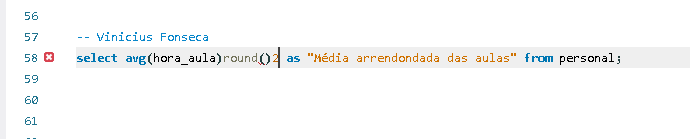 56
57 -- Vinicius Fonseca
58 select avg(hora_aula)round()2 as "Média arrendondada das aulas" from personal;
59
60
61